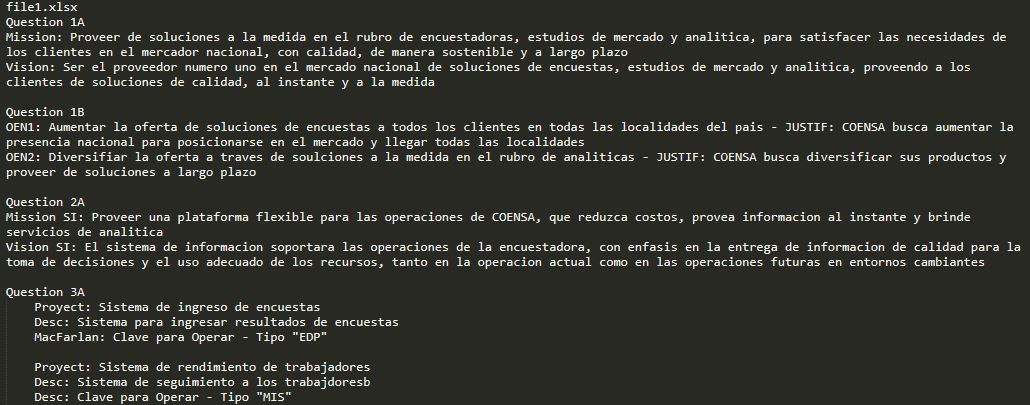 file1.xlsx
Question 1A
Mission: Proveer de soluciones a la medida en el rubro de encuestadoras, estudios de mercado y analitica, para satisfacer las necesidades de
los clientes en el mercador nacional, con calidad, de manera sostenible y a largo plazo
Vision: Ser el proveedor numero uno en el mercado nacional de soluciones de encuestas, estudios de mercado y analitica, proveendo a los
clientes de soluciones de calidad, al instante y a la medida
Question 1B
OEN1: Aumentar la oferta de soluciones de encuestas a todos los clientes en todas las localidades del pais - JUSTIF: COENSA busca aumentar la
presencia nacional para posicionarse en el mercado y llegar todas las localidades
OEN2: Diversifiar la oferta a traves de soulciones a la medida en el rubro de analiticas - JUSTIF: COENSA busca diversificar sus productos y
proveer de soluciones a largo plazo
Question 2A
Mission SI: Proveer una plataforma flexible para las operaciones de COENSA, que reduzca costos, provea informacion al instante y brinde
servicios de analitica
Vision SI: El sistema de informacion soportara las operaciones de la encuestadora, con enfasis en la entrega de informacion de calidad para la
toma de decisiones y el uso adecuado de los recursos, tanto en la operacion actual como en las operaciones futuras en entornos cambiantes
Question 3A
Proyect: Sistema de ingreso de encuestas
Desc: Sistema para ingresar resultados de encuestas
MacFarlan: Clave para Operar - Tipo "EDP"
Proyect: Sistema de rendimiento de trabajadores
Desc: Sistema de seguimiento a los trabajdoresb
Desc: Clave para Operar - Tipo "MIS"